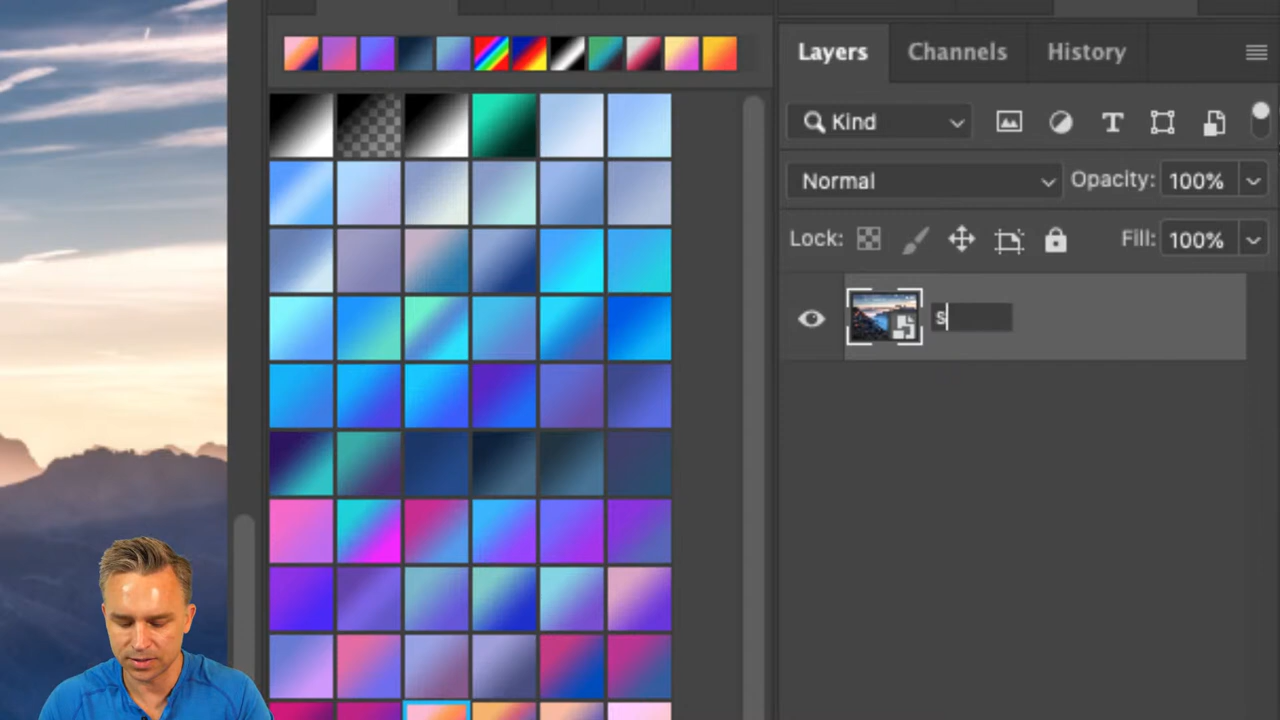 Layers Channels History
Kind
Normal Opacity: 100%
Lock: Fill: 100%
s